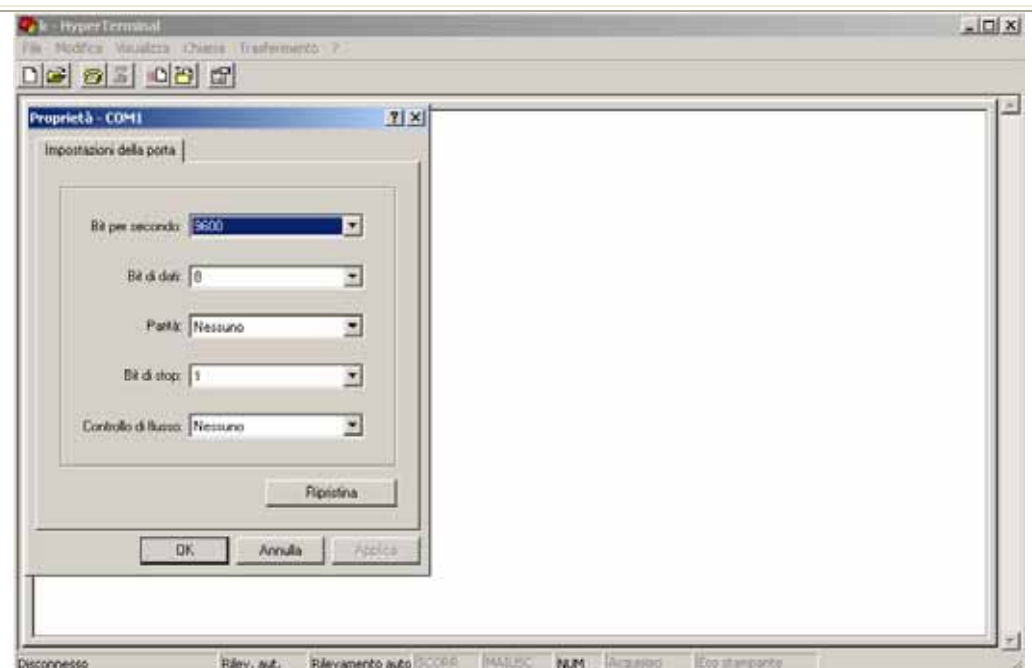 k - HyperTerminal
File Modifica Visualizza Chiama Trasferimento ?
Proprietà - COM1
Impostazioni della porta
Bit per secondo: 9600
Bit di dati: 8
Parità: Nessuno
Bit di stop: 1
Controllo di flusso: Nessuno
Ripristina
OK Annulla Applica
Disconnesso Rilev. aut. Rilevamento auto SCORR MAIUSC NUM Acquisisci Eco stampante